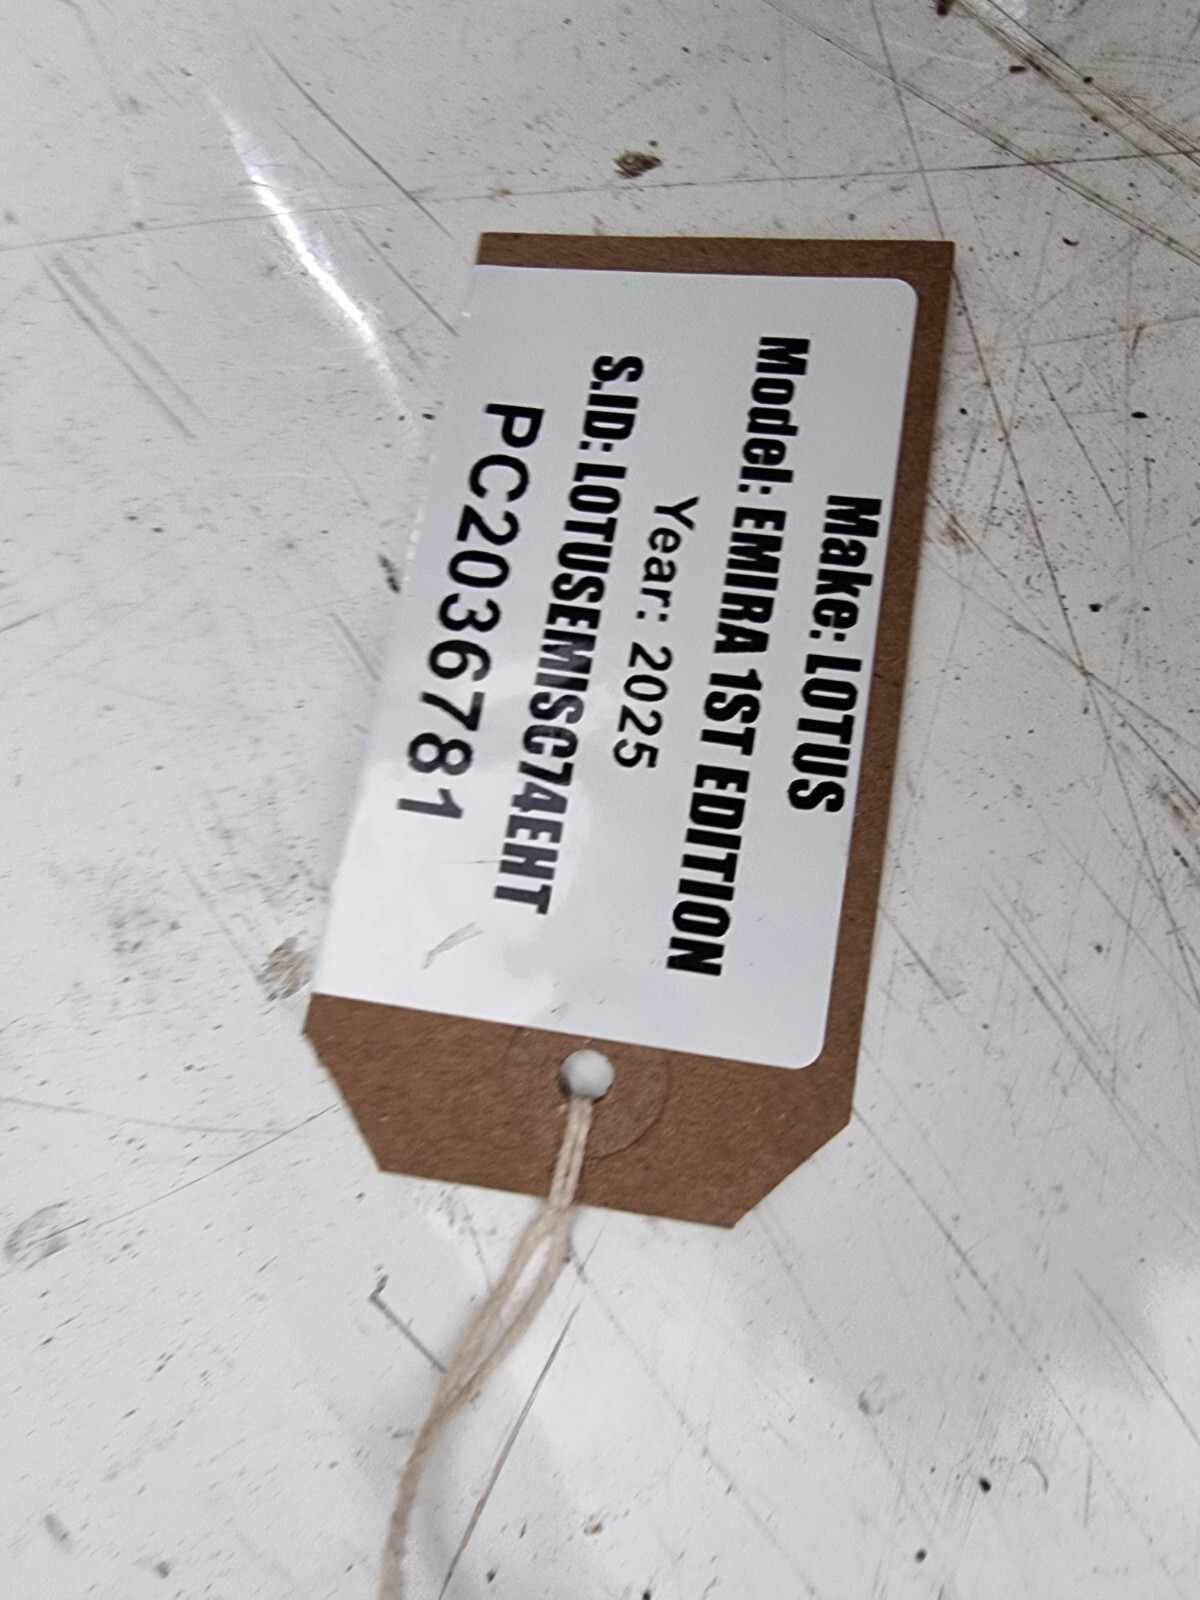 Make: LOTUS
Model: EMIRA 1ST EDITION
Year: 2025
S.ID: LOTUSEMISC74EHT
PC2036781